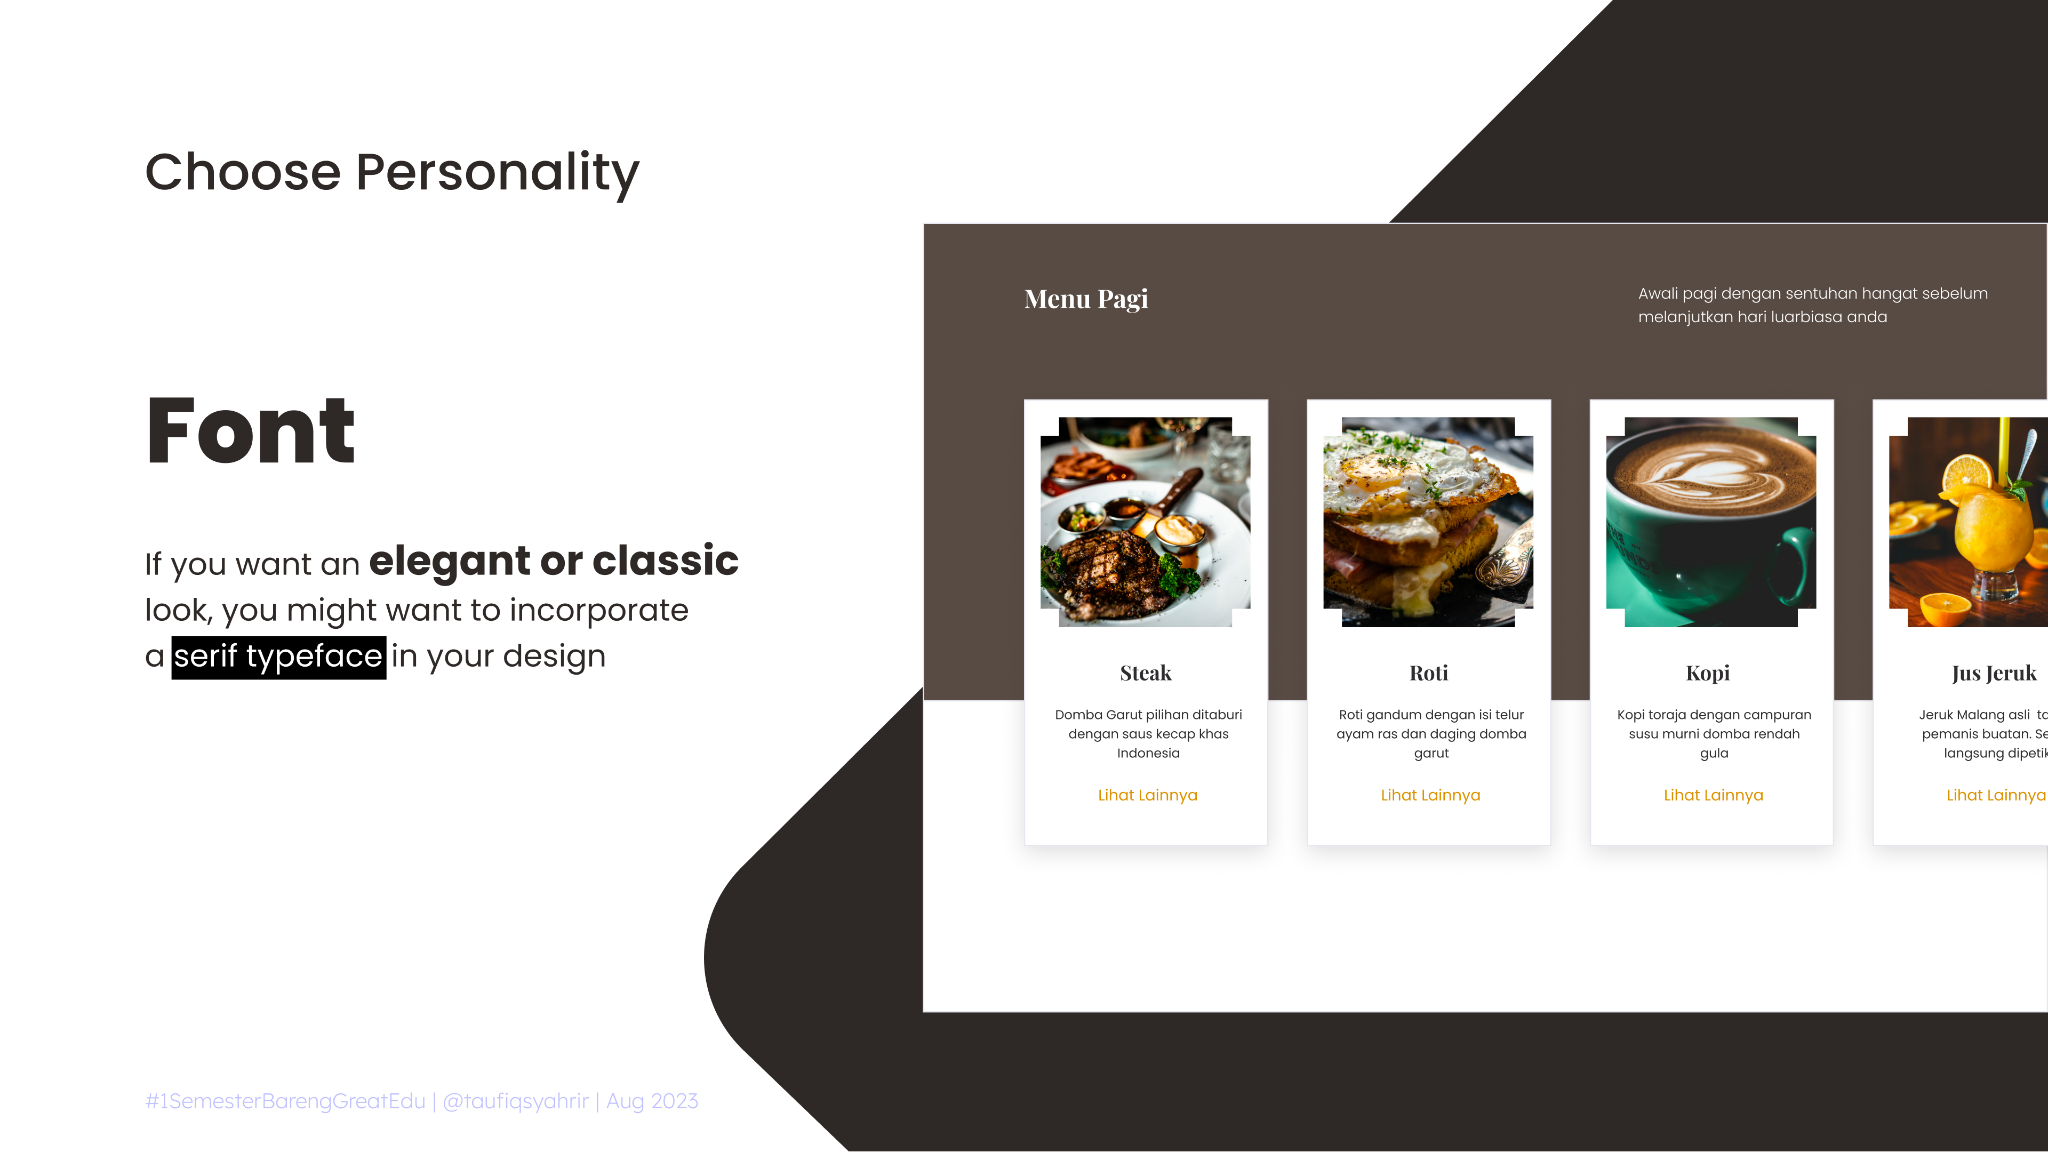 Choose Personality
Font
If you want an elegant or classic
look, you might want to incorporate
a serif typeface in your design
#1SemesterBarengGreatEdu | @taufiqsyahrir | Aug 2023
Menu Pagi
Awali pagi dengan sentuhan hangat sebelum
melanjutkan hari luarbiasa anda
Steak
Domba Garut pilihan ditaburi
dengan saus kecap khas
Indonesia
Lihat Lainnya
Roti
Roti gandum dengan isi telur
ayam ras dan daging domba
garut
Lihat Lainnya
Kopi
Kopi toraja dengan campuran
susu murni domba rendah
gula
Lihat Lainnya
Jus Jeruk
Jeruk Malang asli
pemanis buatan.
langsung
Lihat Lainnya